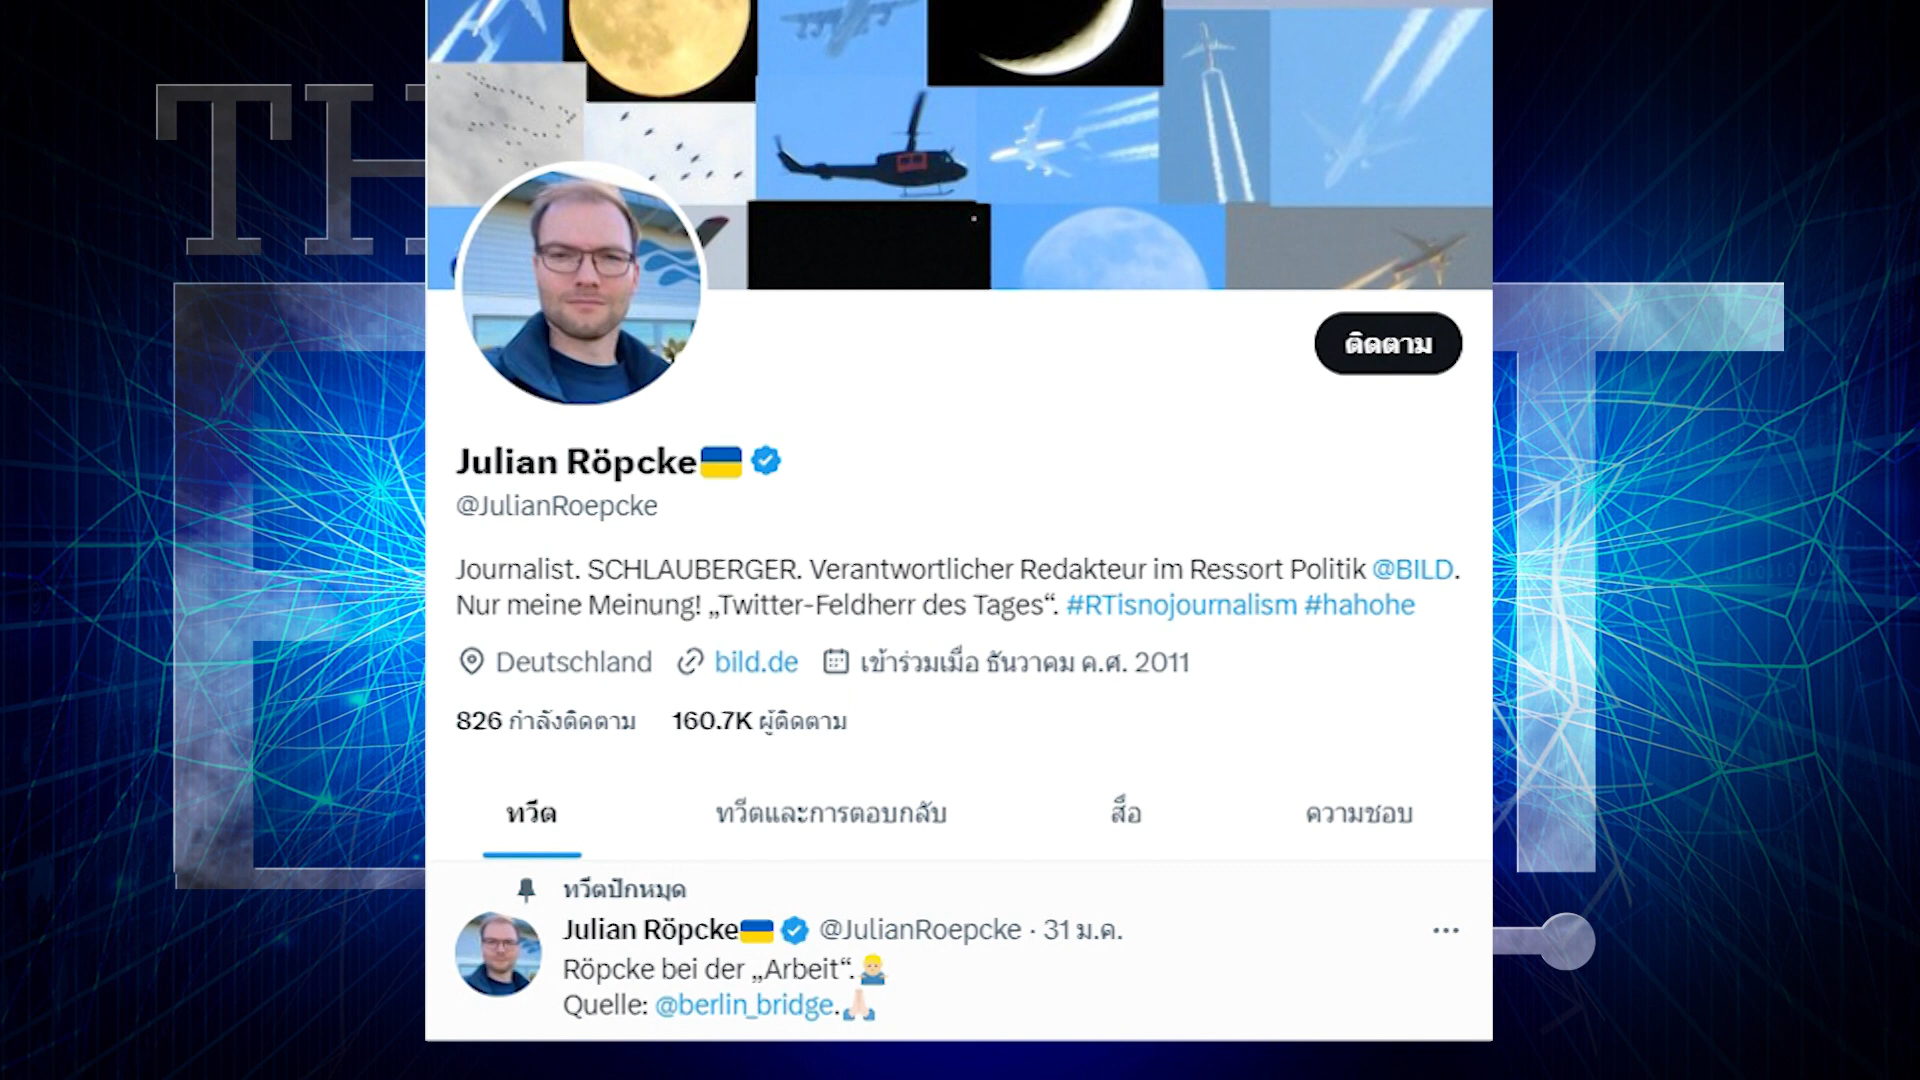 TH
ติดตาม
Julian Röpcke
@JulianRoepcke
Journalist. SCHLAUBERGER. Verantwortlicher Redakteur im Ressort Politik @BILD.
Nur meine Meinung! „Twitter-Feldherr des Tages“. #RTisnojournalism #hahohe
Deutschland bild.de เข้าร่วมเมื่อ ธันวาคม ค.ศ. 2011
826 กำลังติดตาม 160.7K ผู้ติดตาม
ทวีต ทวีตและการตอบกลับ สื่อ ความชอบ
ทวีตปักหมุด
Julian Röpcke @JulianRoepcke · 31 ม.ค.
Röpcke bei der „Arbeit“.
Quelle: @berlin_bridge.